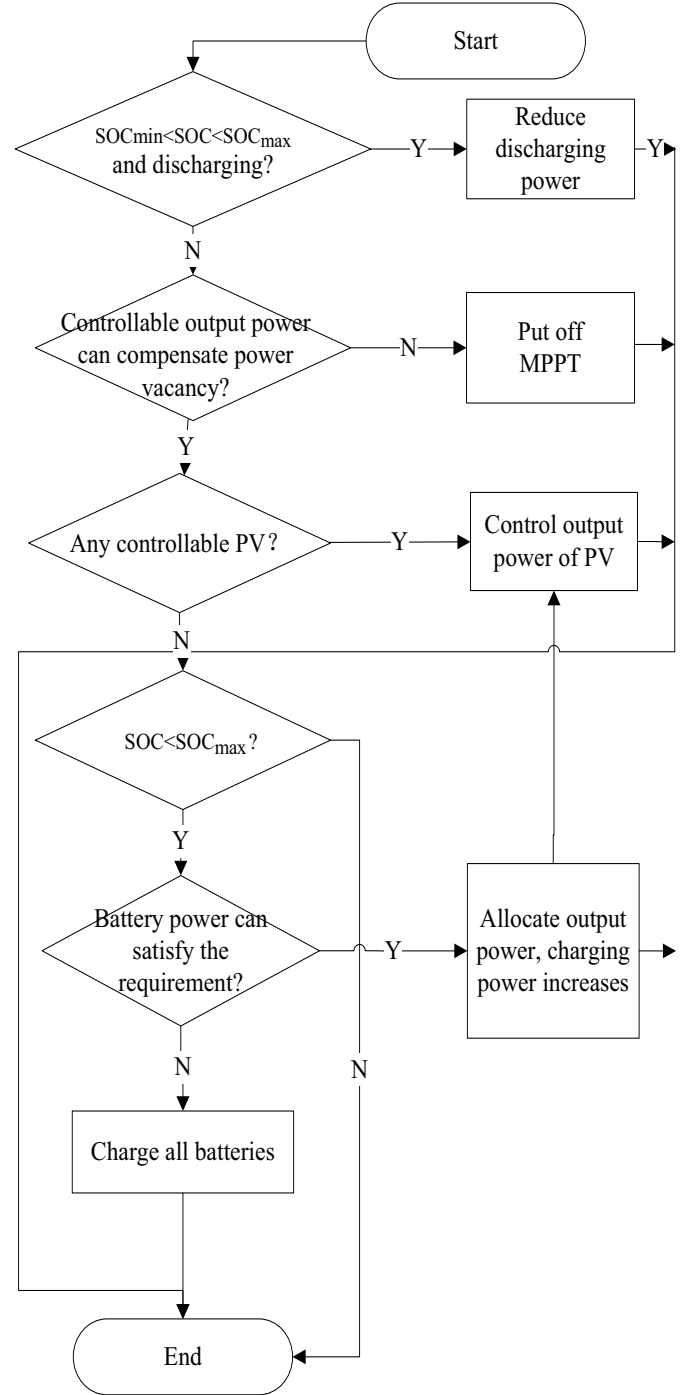 Start
SOCmin<SOC<SOCmax
and discharging?
Y
Reduce
discharging
power
Y
N
Controllable output power
can compensate power
vacancy?
N
Put off
MPPT
Y
Any controllable PV?
Y
Control output
power of PV
N
SOC<SOCmax?
Y
Battery power can
satisfy the
requirement?
Y
Allocate output
power, charging
power increases
N
N
Charge all batteries
End